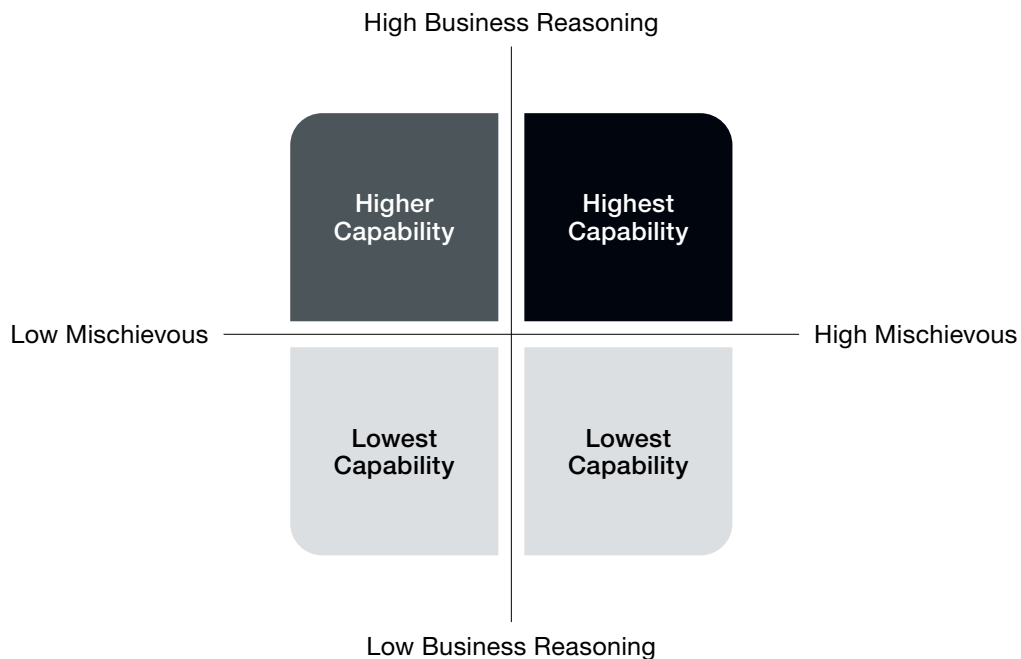 High Business Reasoning
Higher
Capability
Highest
Capability
Low Mischievous
High Mischievous
Lowest
Capability
Lowest
Capability
Low Business Reasoning